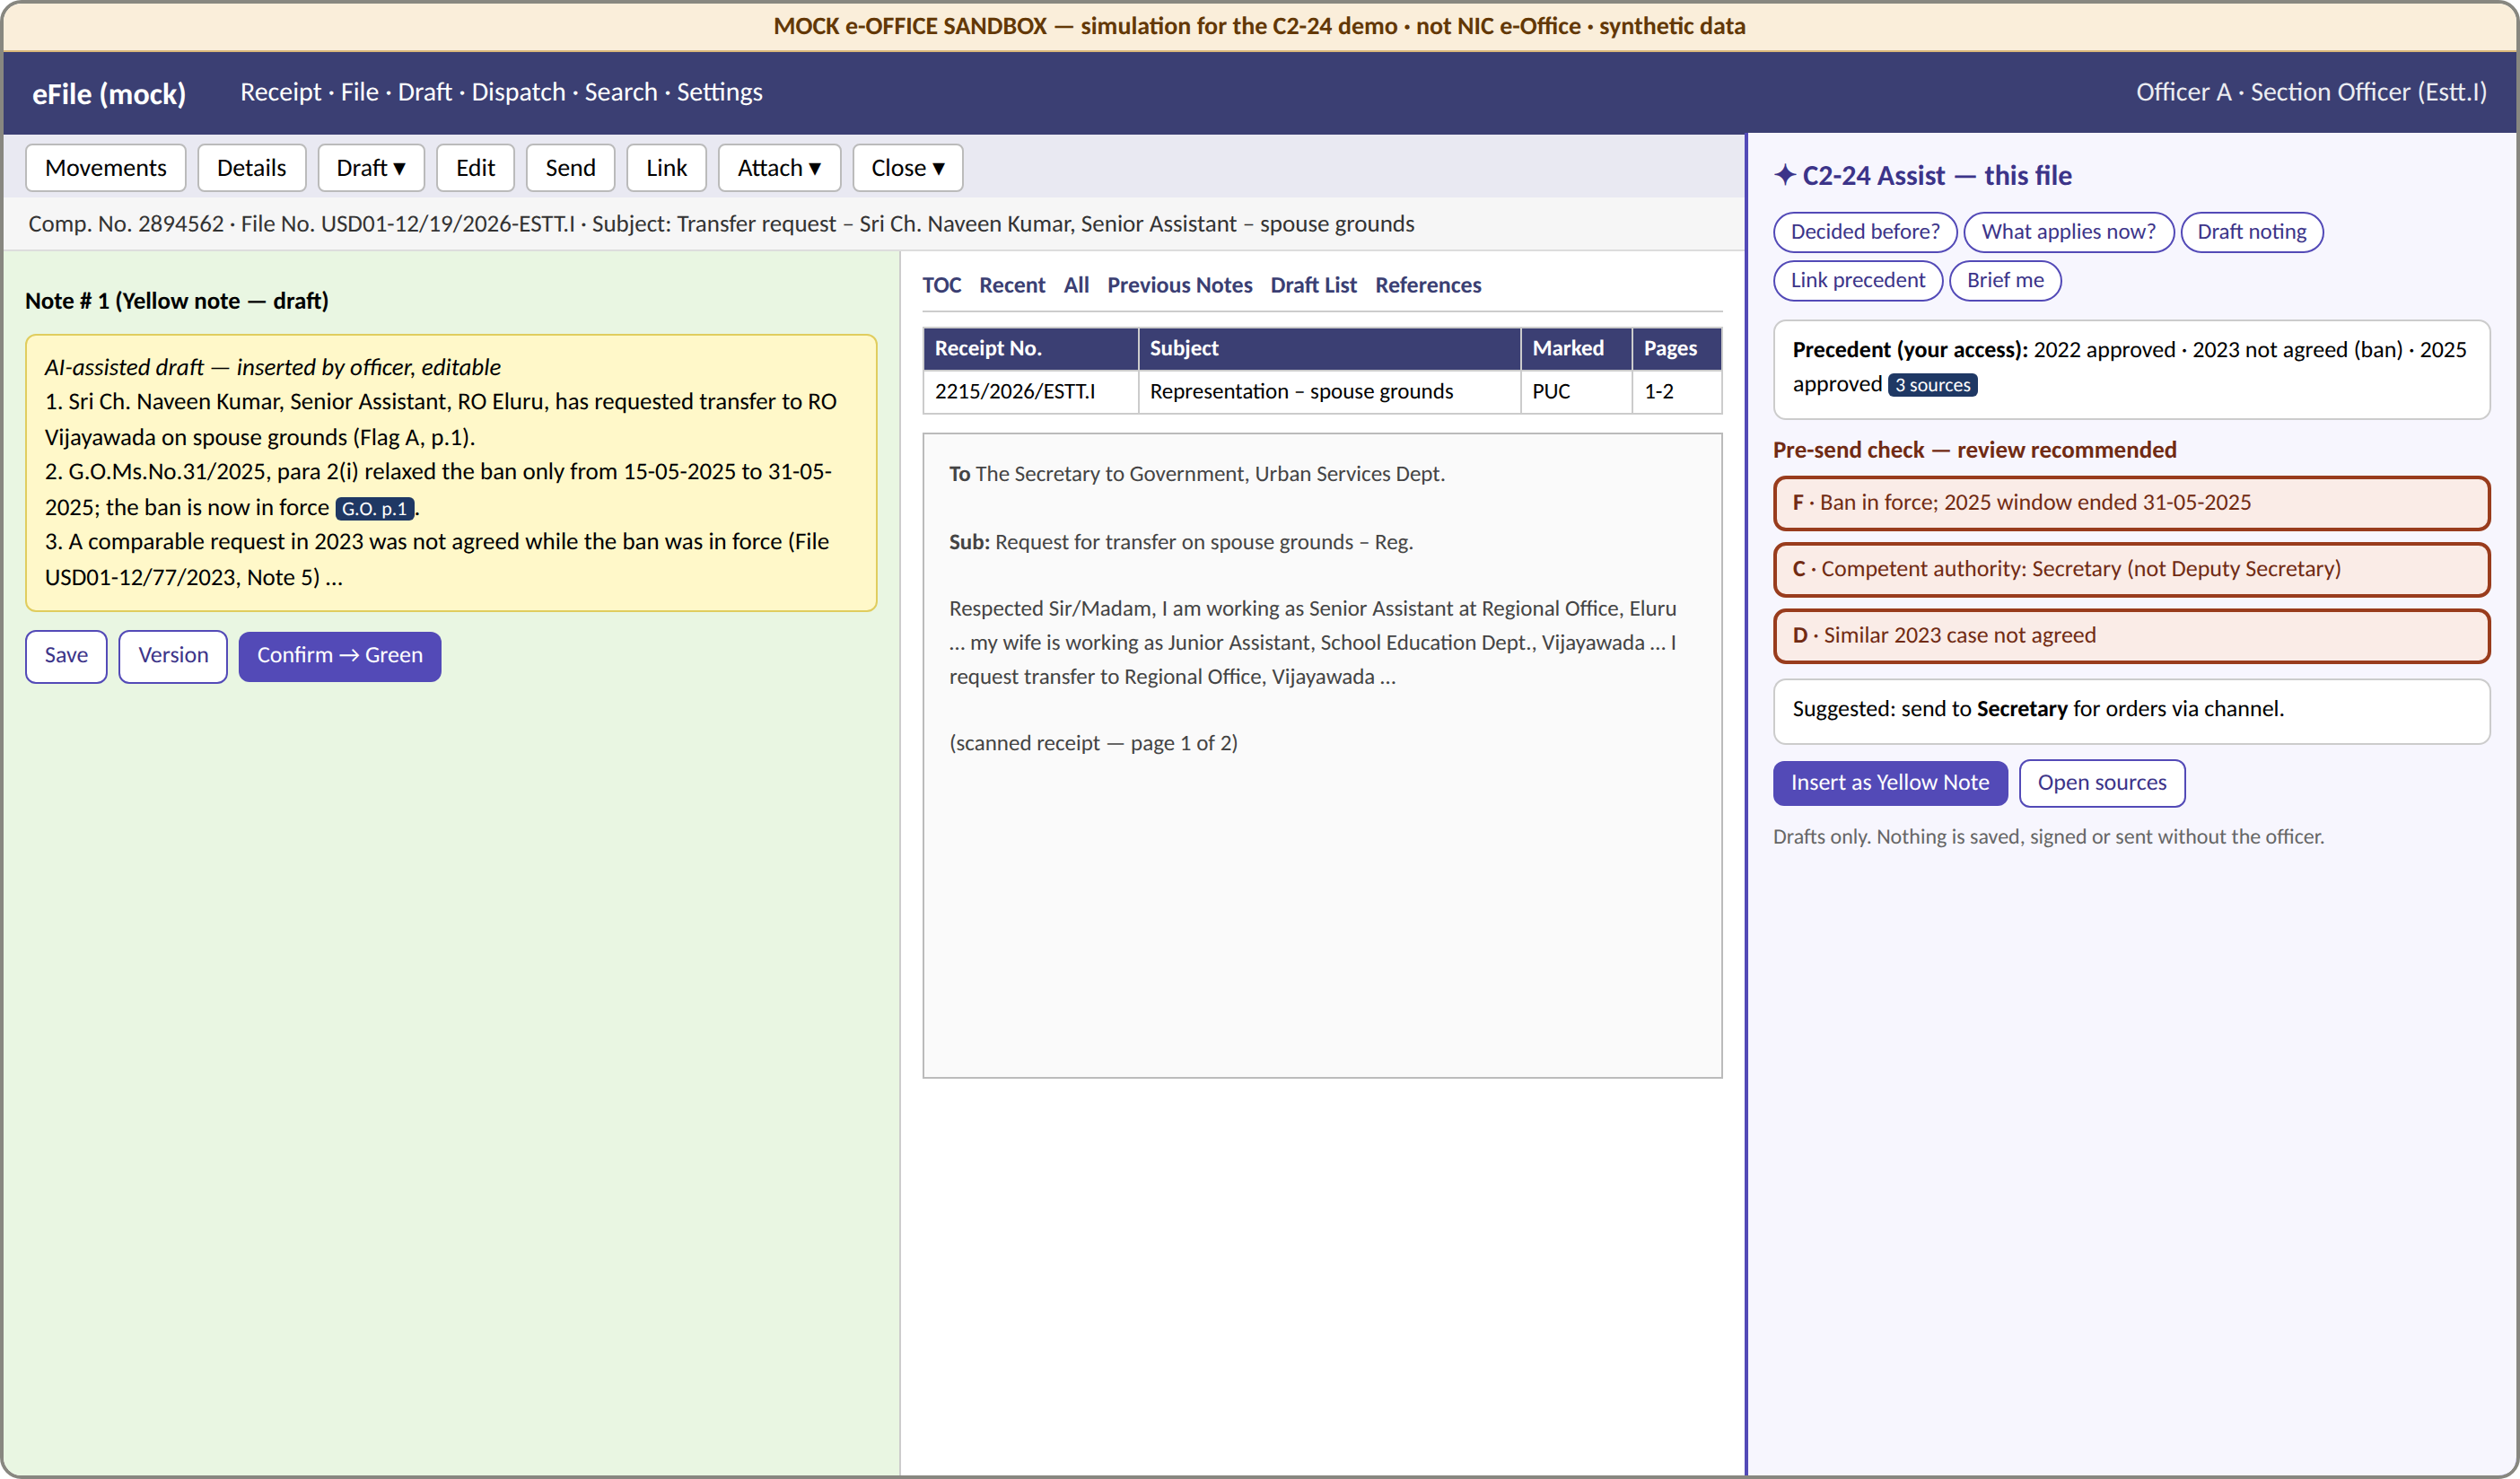 MOCK e-OFFICE SANDBOX — simulation for the C2-24 demo · not NIC e-Office · synthetic data
eFile (mock)
Receipt · File · Draft · Dispatch · Search · Settings
Officer A · Section Officer (Estt.I)
Movements
Details
Draft ▾
Edit
Send
Link
Attach ▾
Close ▾
Comp. No. 2894562 · File No. USD01-12/19/2026-ESTT.I · Subject: Transfer request – Sri Ch. Naveen Kumar, Senior Assistant – spouse grounds
Note # 1 (Yellow note — draft)
AI-assisted draft — inserted by officer, editable
1. Sri Ch. Naveen Kumar, Senior Assistant, RO Eluru, has requested transfer to RO
Vijayawada on spouse grounds (Flag A, p.1).
2. G.O.Ms.No.31/2025, para 2(i) relaxed the ban only from 15-05-2025 to 31-05-
2025; the ban is now in force G.O. p.1.
3. A comparable request in 2023 was not agreed while the ban was in force (File
USD01-12/77/2023, Note 5) ...
Save
Version
Confirm → Green
TOC Recent All Previous Notes Draft List References
Receipt No. Subject Marked Pages
2215/2026/ESTT.I Representation – spouse grounds PUC 1-2
To The Secretary to Government, Urban Services Dept.
Sub: Request for transfer on spouse grounds – Reg.
Respected Sir/Madam, I am working as Senior Assistant at Regional Office, Eluru
... my wife is working as Junior Assistant, School Education Dept., Vijayawada ... I
request transfer to Regional Office, Vijayawada ...
(scanned receipt — page 1 of 2)
✦ C2-24 Assist — this file
Decided before?
What applies now?
Draft noting
Link precedent
Brief me
Precedent (your access): 2022 approved · 2023 not agreed (ban) · 2025
approved 3 sources
Pre-send check — review recommended
F · Ban in force; 2025 window ended 31-05-2025
C · Competent authority: Secretary (not Deputy Secretary)
D · Similar 2023 case not agreed
Suggested: send to Secretary for orders via channel.
Insert as Yellow Note
Open sources
Drafts only. Nothing is saved, signed or sent without the officer.